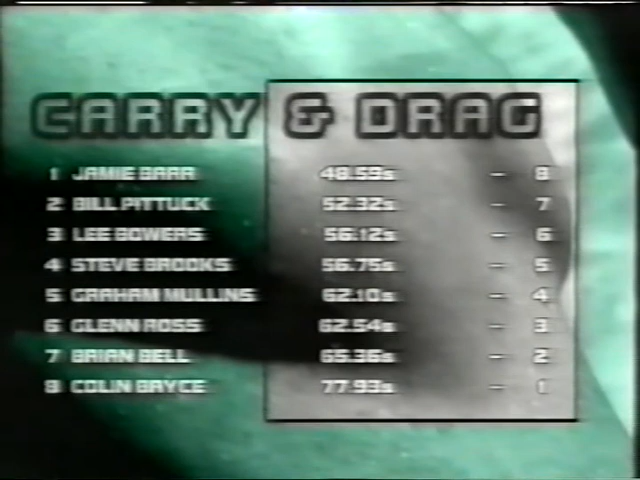 CARRY & DRAG
1 JAMIE BARR 48.59s - 8
2 BILL PITTUCK 52.32s - 7
3 LEE BOWERS 56.12s - 6
4 STEVE BROOKS 56.75s - 5
5 GRAHAM MULLINS 62.10s - 4
6 GLENN ROSS 62.54s - 3
7 BRIAN BELL 65.36s - 2
8 COLIN BRYCE 77.93s - 1